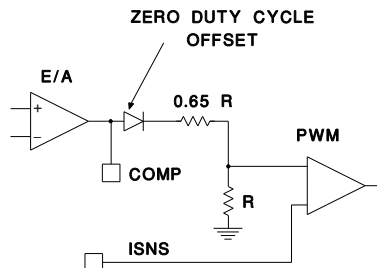 ZERO DUTY CYCLE
OFFSET
E/A
0.65 R
PWM
+
−
COMP
R
ISNS